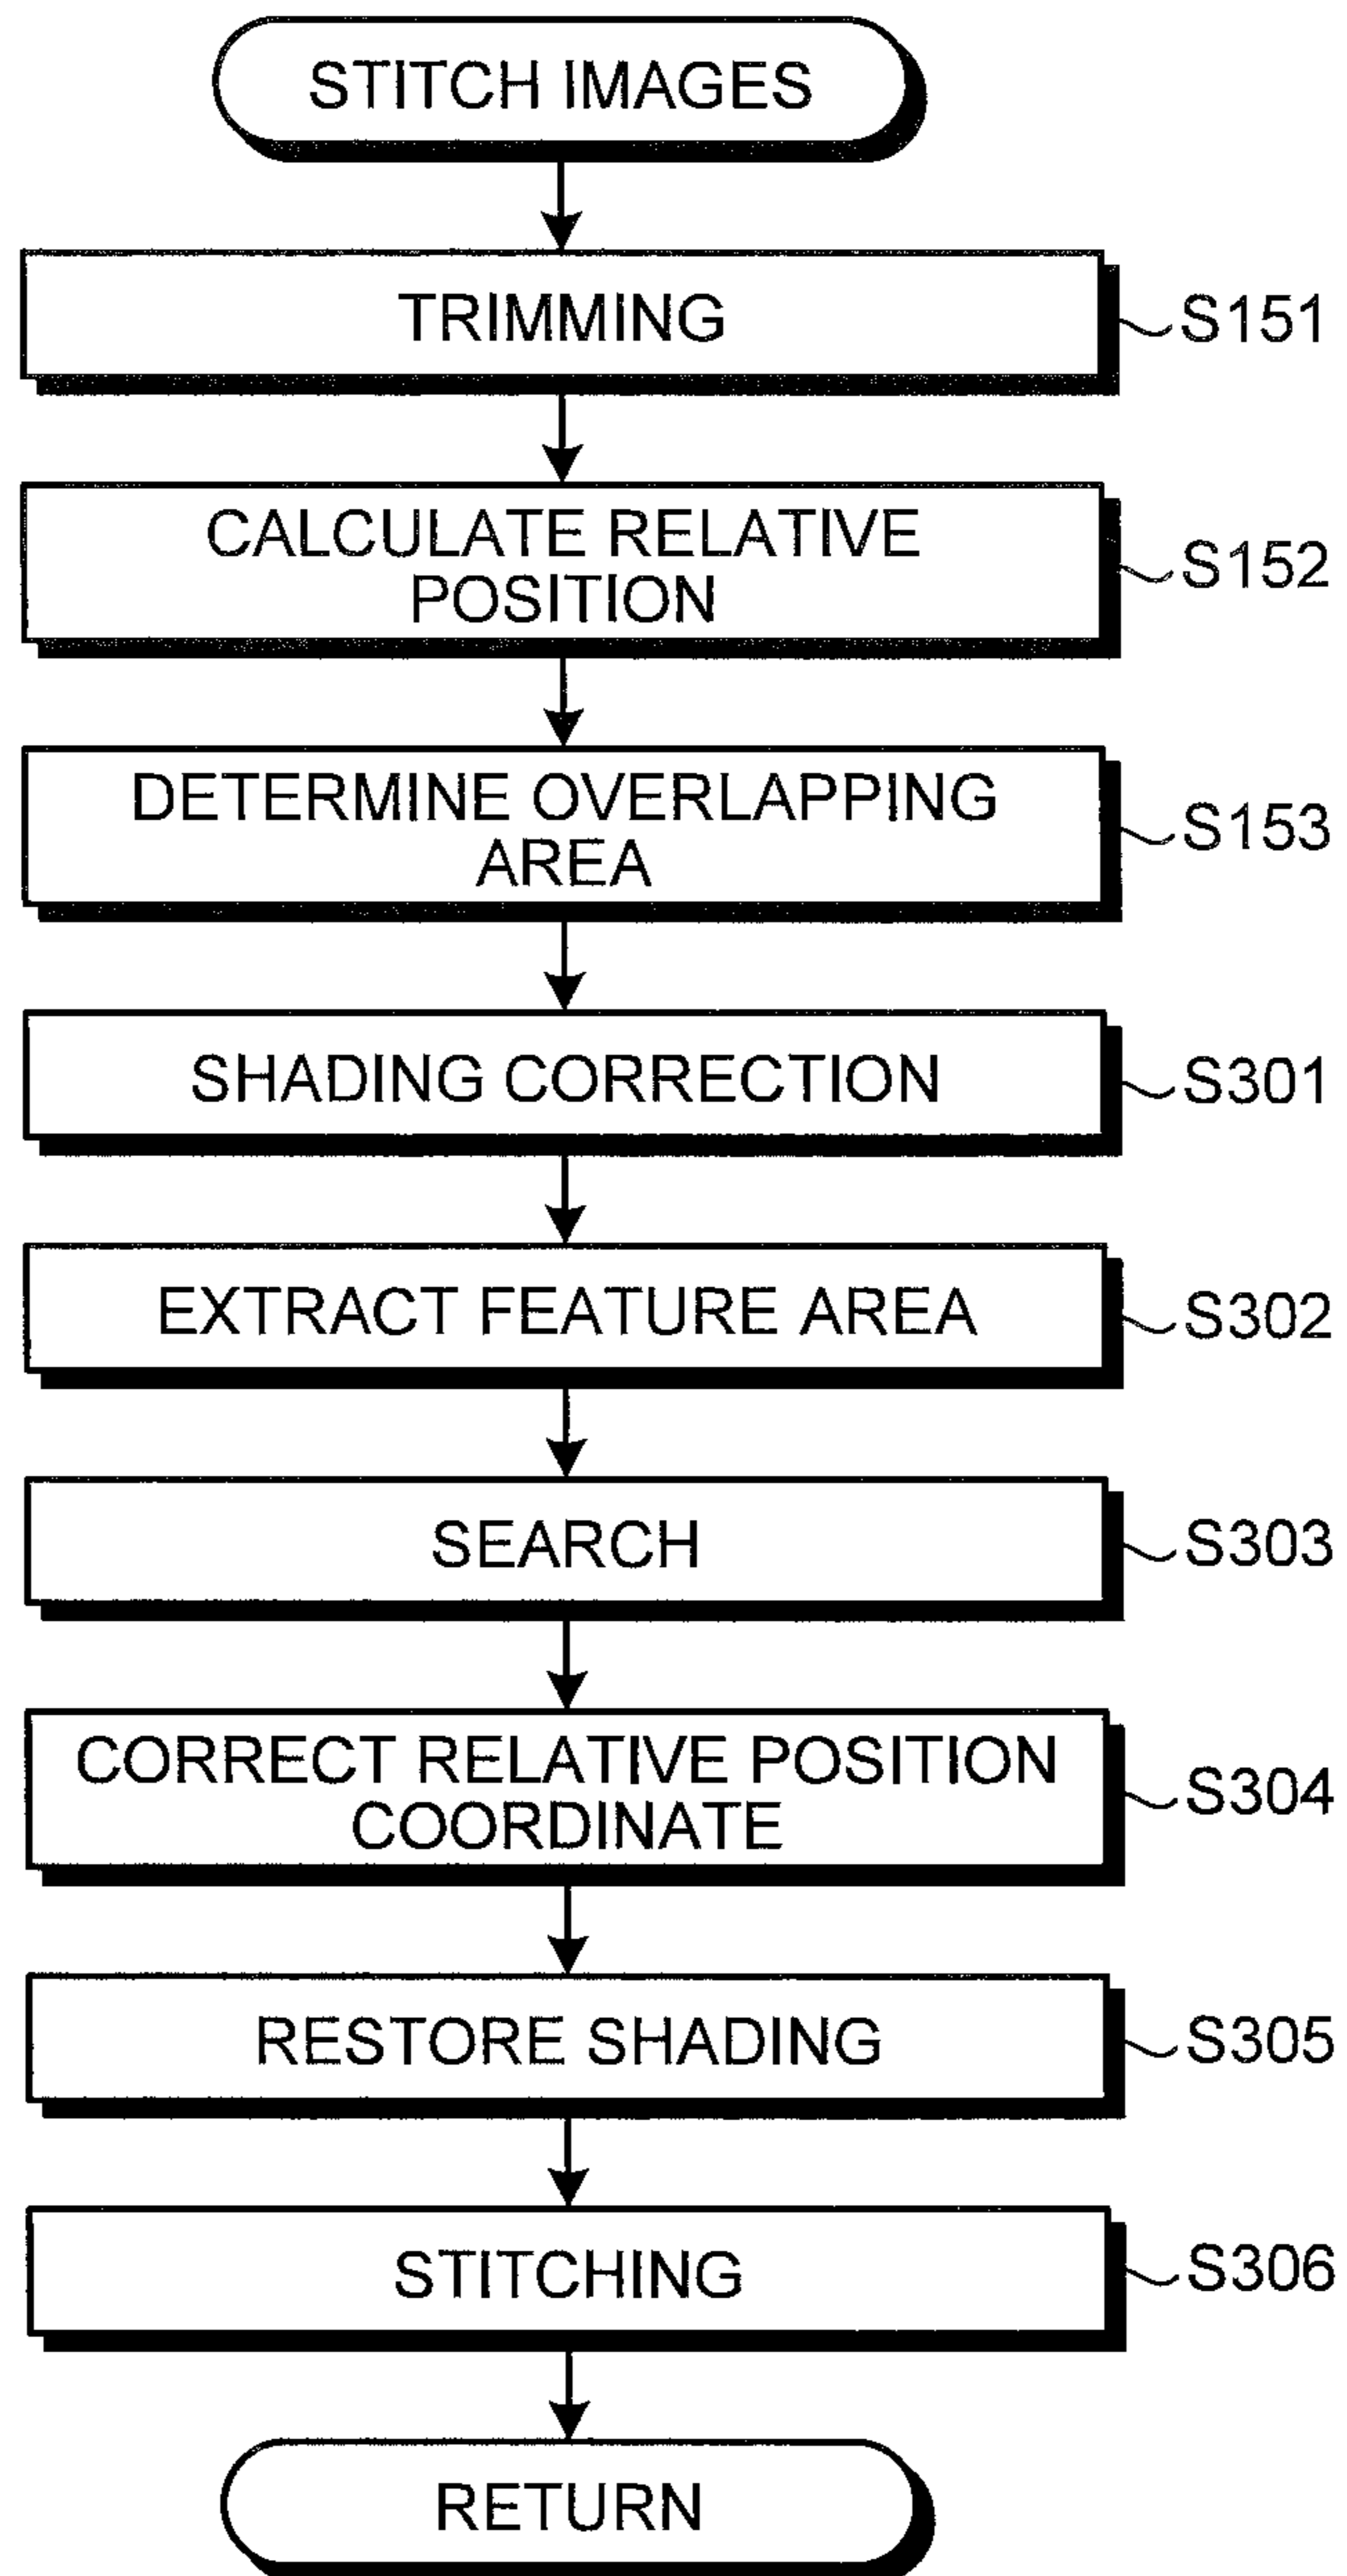 STITCH IMAGES
TRIMMING
S151
CALCULATE RELATIVE
POSITION
S152
DETERMINE OVERLAPPING
AREA
S153
SHADING CORRECTION
S301
EXTRACT FEATURE AREA
S302
SEARCH
S303
CORRECT RELATIVE POSITION
COORDINATE
S304
RESTORE SHADING
S305
STITCHING
S306
RETURN